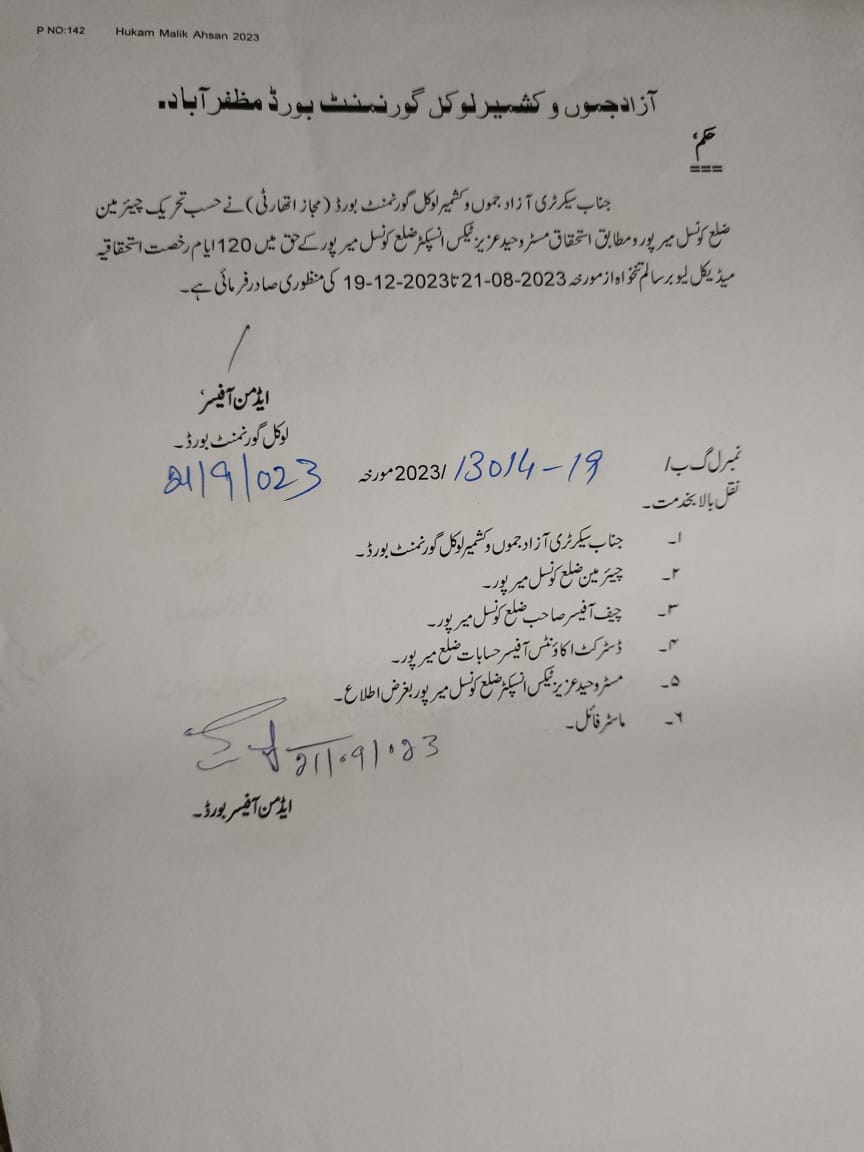 P NO:142 Hukam Malik Ahsan 2023
آزاد جموں و کشمیر لوکل گورنمنٹ بورڈ مظفر آباد۔
حکم
===
جناب سیکرٹری آزاد جموں و کشمیر لوکل گورنمنٹ بورڈ (مجاز اتھارٹی) نے حسب تحریک چیئرمین
ضلع کونسل میرپور و مطابق استحقاق مسٹر وحید عزیز ٹیکس انسپکٹر ضلع کونسل میرپور کے حق میں 120 ایام رخصت استحقاقیہ
میڈیکل لیو برسالم تنخواہ از مورخہ 21-08-2023 تا 19-12-2023 کی منظوری صادر فرمائی ہے۔
ایڈمن آفیسر
لوکل گورنمنٹ بورڈ۔
نمبر ل گ ب/ 13014-19 /2023 مورخہ 21/9/023
نقل بالا بخدمت۔
۱۔ جناب سیکرٹری آزاد جموں و کشمیر لوکل گورنمنٹ بورڈ۔
۲۔ چیئرمین ضلع کونسل میرپور۔
۳۔ چیف آفیسر صاحب ضلع کونسل میرپور۔
۴۔ ڈسٹرکٹ اکاؤنٹس آفیسر حسابات ضلع میرپور۔
۵۔ مسٹر وحید عزیز ٹیکس انسپکٹر ضلع کونسل میرپور بغرض اطلاع۔
۶۔ ماسٹر فائل۔
21/09/023
ایڈمن آفیسر بورڈ۔